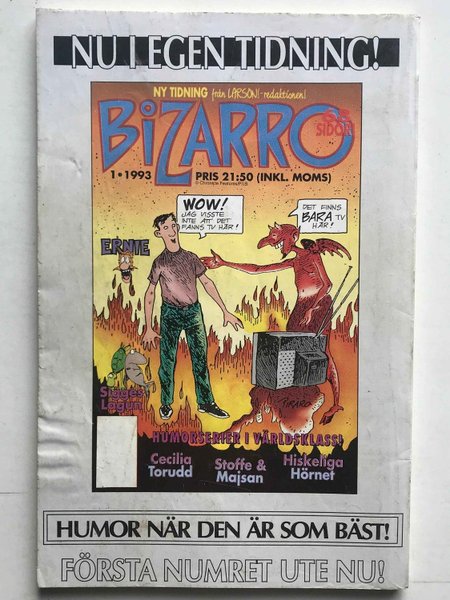 NU I EGEN TIDNING!
NY TIDNING från LARSON!-redaktionen!
BiZARRO
68 SIDOR
1•1993 PRIS 21:50 (INKL. MOMS)
WOW!
JAG VISSTE
INTE ATT DET
FANNS TV HÄR!
DET FINNS
BARA TV
HÄR!
ERNIE
Sigges
Lager
PIRARO
HUMORSERIER I VÄRLDSKLASS!
Cecilia
Torudd
Stoffe &
Majsan
Hiskeliga
Hörnet
HUMOR NÄR DEN ÄR SOM BÄST!
FÖRSTA NUMRET UTE NU!